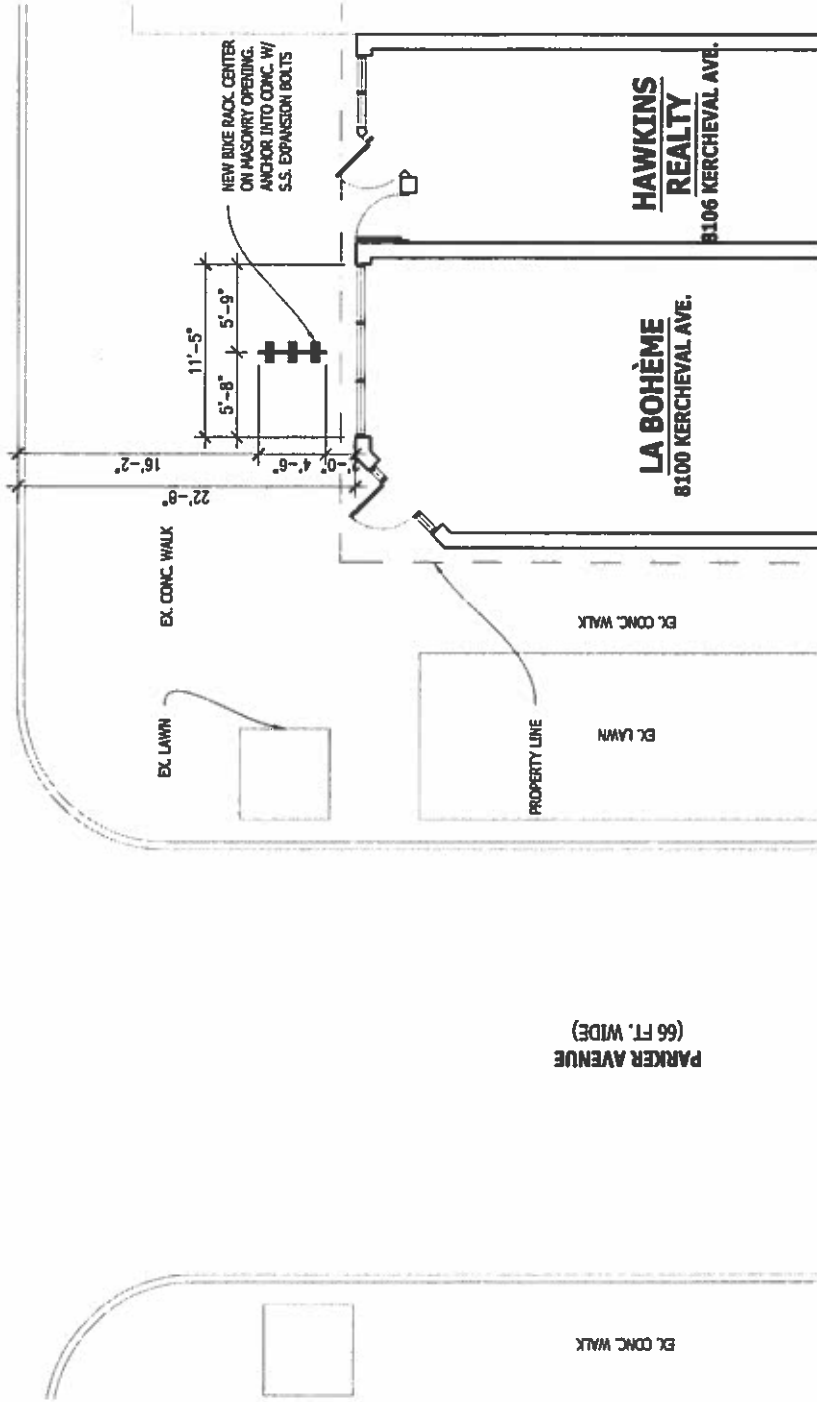 NEW BIKE RACK. CENTER
ON MASONRY OPENING.
ANCHOR INTO CONC. W/
S.S. EXPANSION BOLTS
11'-5"
5'-8"
5'-9"
16'-2"
4'-6"
2'-0"
22'-8"
EX. CONC. WALK
EX. LAWN
HAWKINS
REALTY
8106 KERCHEVAL AVE.
LA BOHÈME
8100 KERCHEVAL AVE.
EX. CONC. WALK
EX. LAWN
PROPERTY LINE
PARKER AVENUE
(66 FT. WIDE)
EX. CONC. WALK